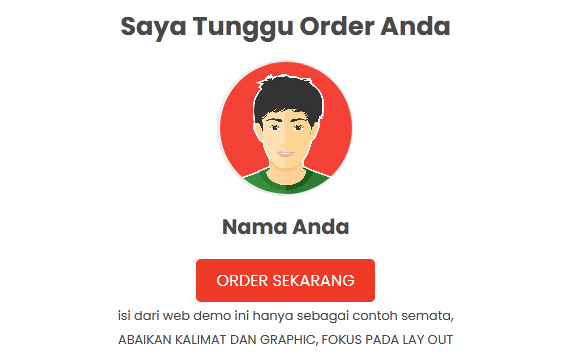 Saya Tunggu Order Anda
Nama Anda
ORDER SEKARANG
isi dari web demo ini hanya sebagai contoh semata,
ABAIKAN KALIMAT DAN GRAPHIC, FOKUS PADA LAY OUT